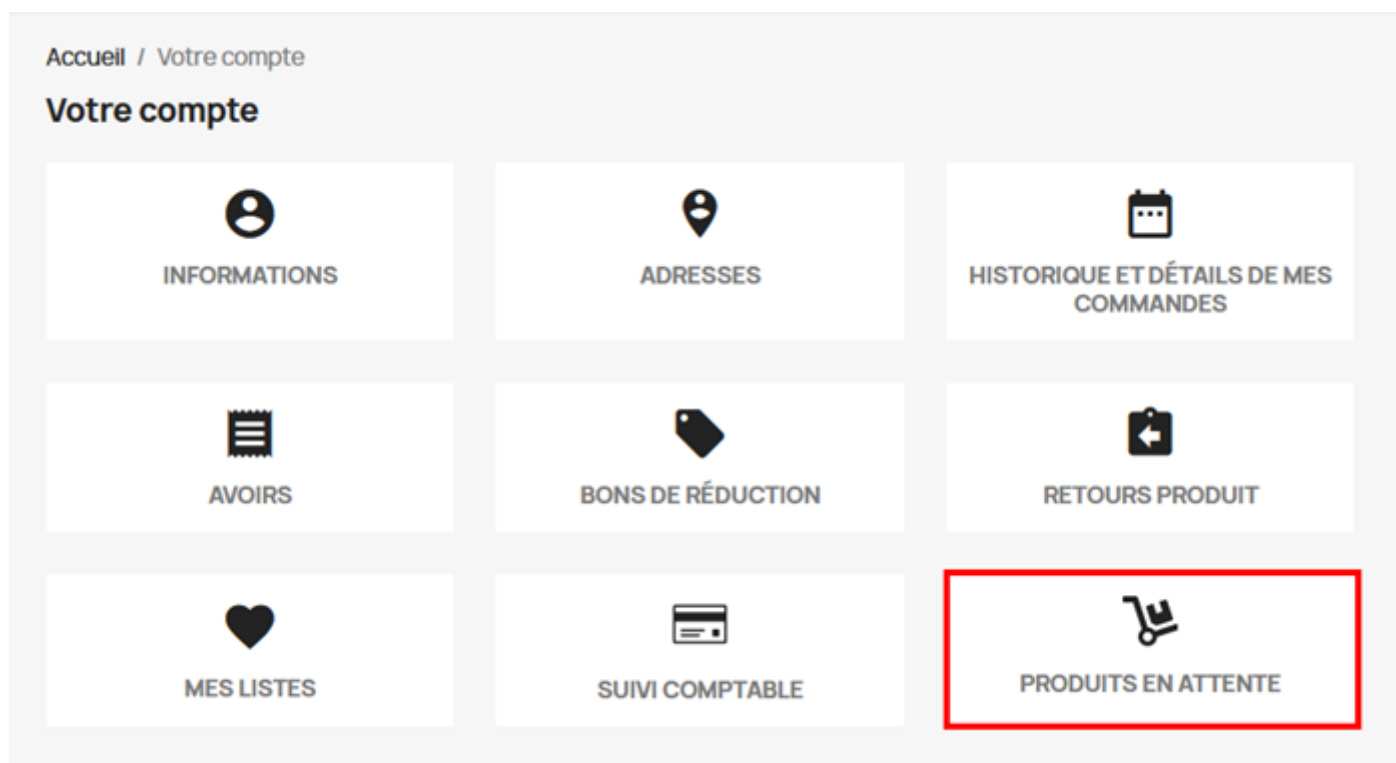 Accueil / Votre compte
Votre compte
INFORMATIONS
ADRESSES
HISTORIQUE ET DÉTAILS DE MES
COMMANDES
AVOIRS
BONS DE RÉDUCTION
RETOURS PRODUIT
MES LISTES
SUIVI COMPTABLE
PRODUITS EN ATTENTE